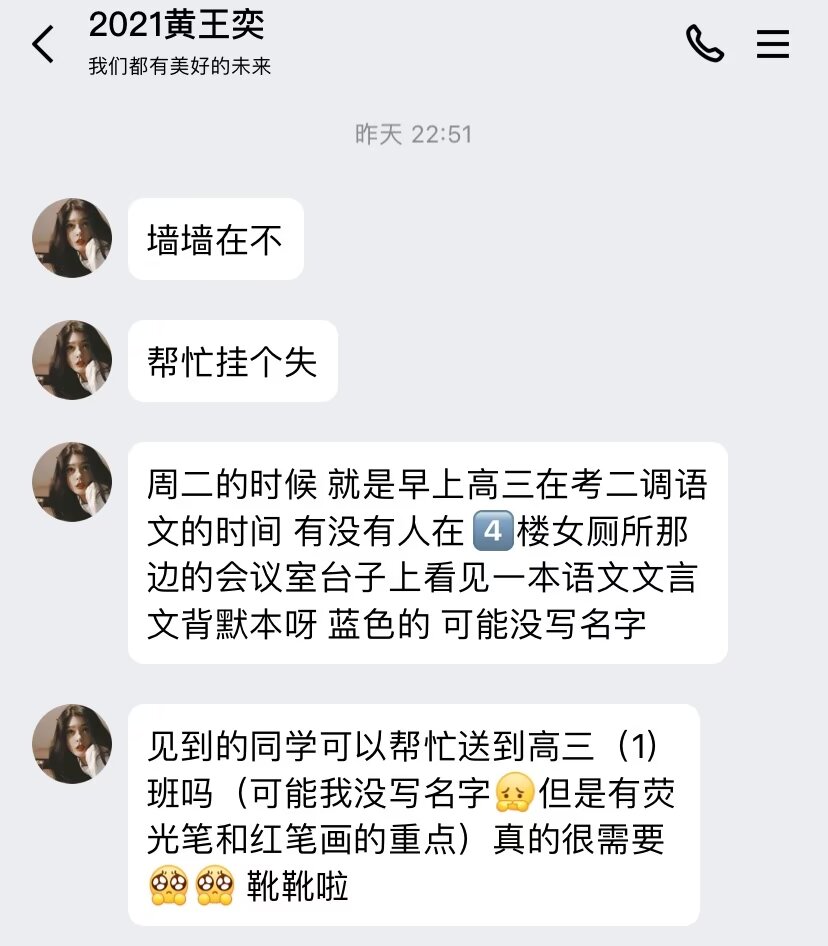 2021黄王奕
我们都有美好的未来
昨天 22:51
墙墙在不
帮忙挂个失
周二的时候 就是早上高三在考二调语
文的时间 有没有人在4️⃣楼女厕所那
边的会议室台子上看见一本语文文言
文背默本呀 蓝色的 可能没写名字
见到的同学可以帮忙送到高三（1）
班吗（可能我没写名字😞但是有荧
光笔和红笔画的重点）真的很需要
🥺🥺 靴靴啦